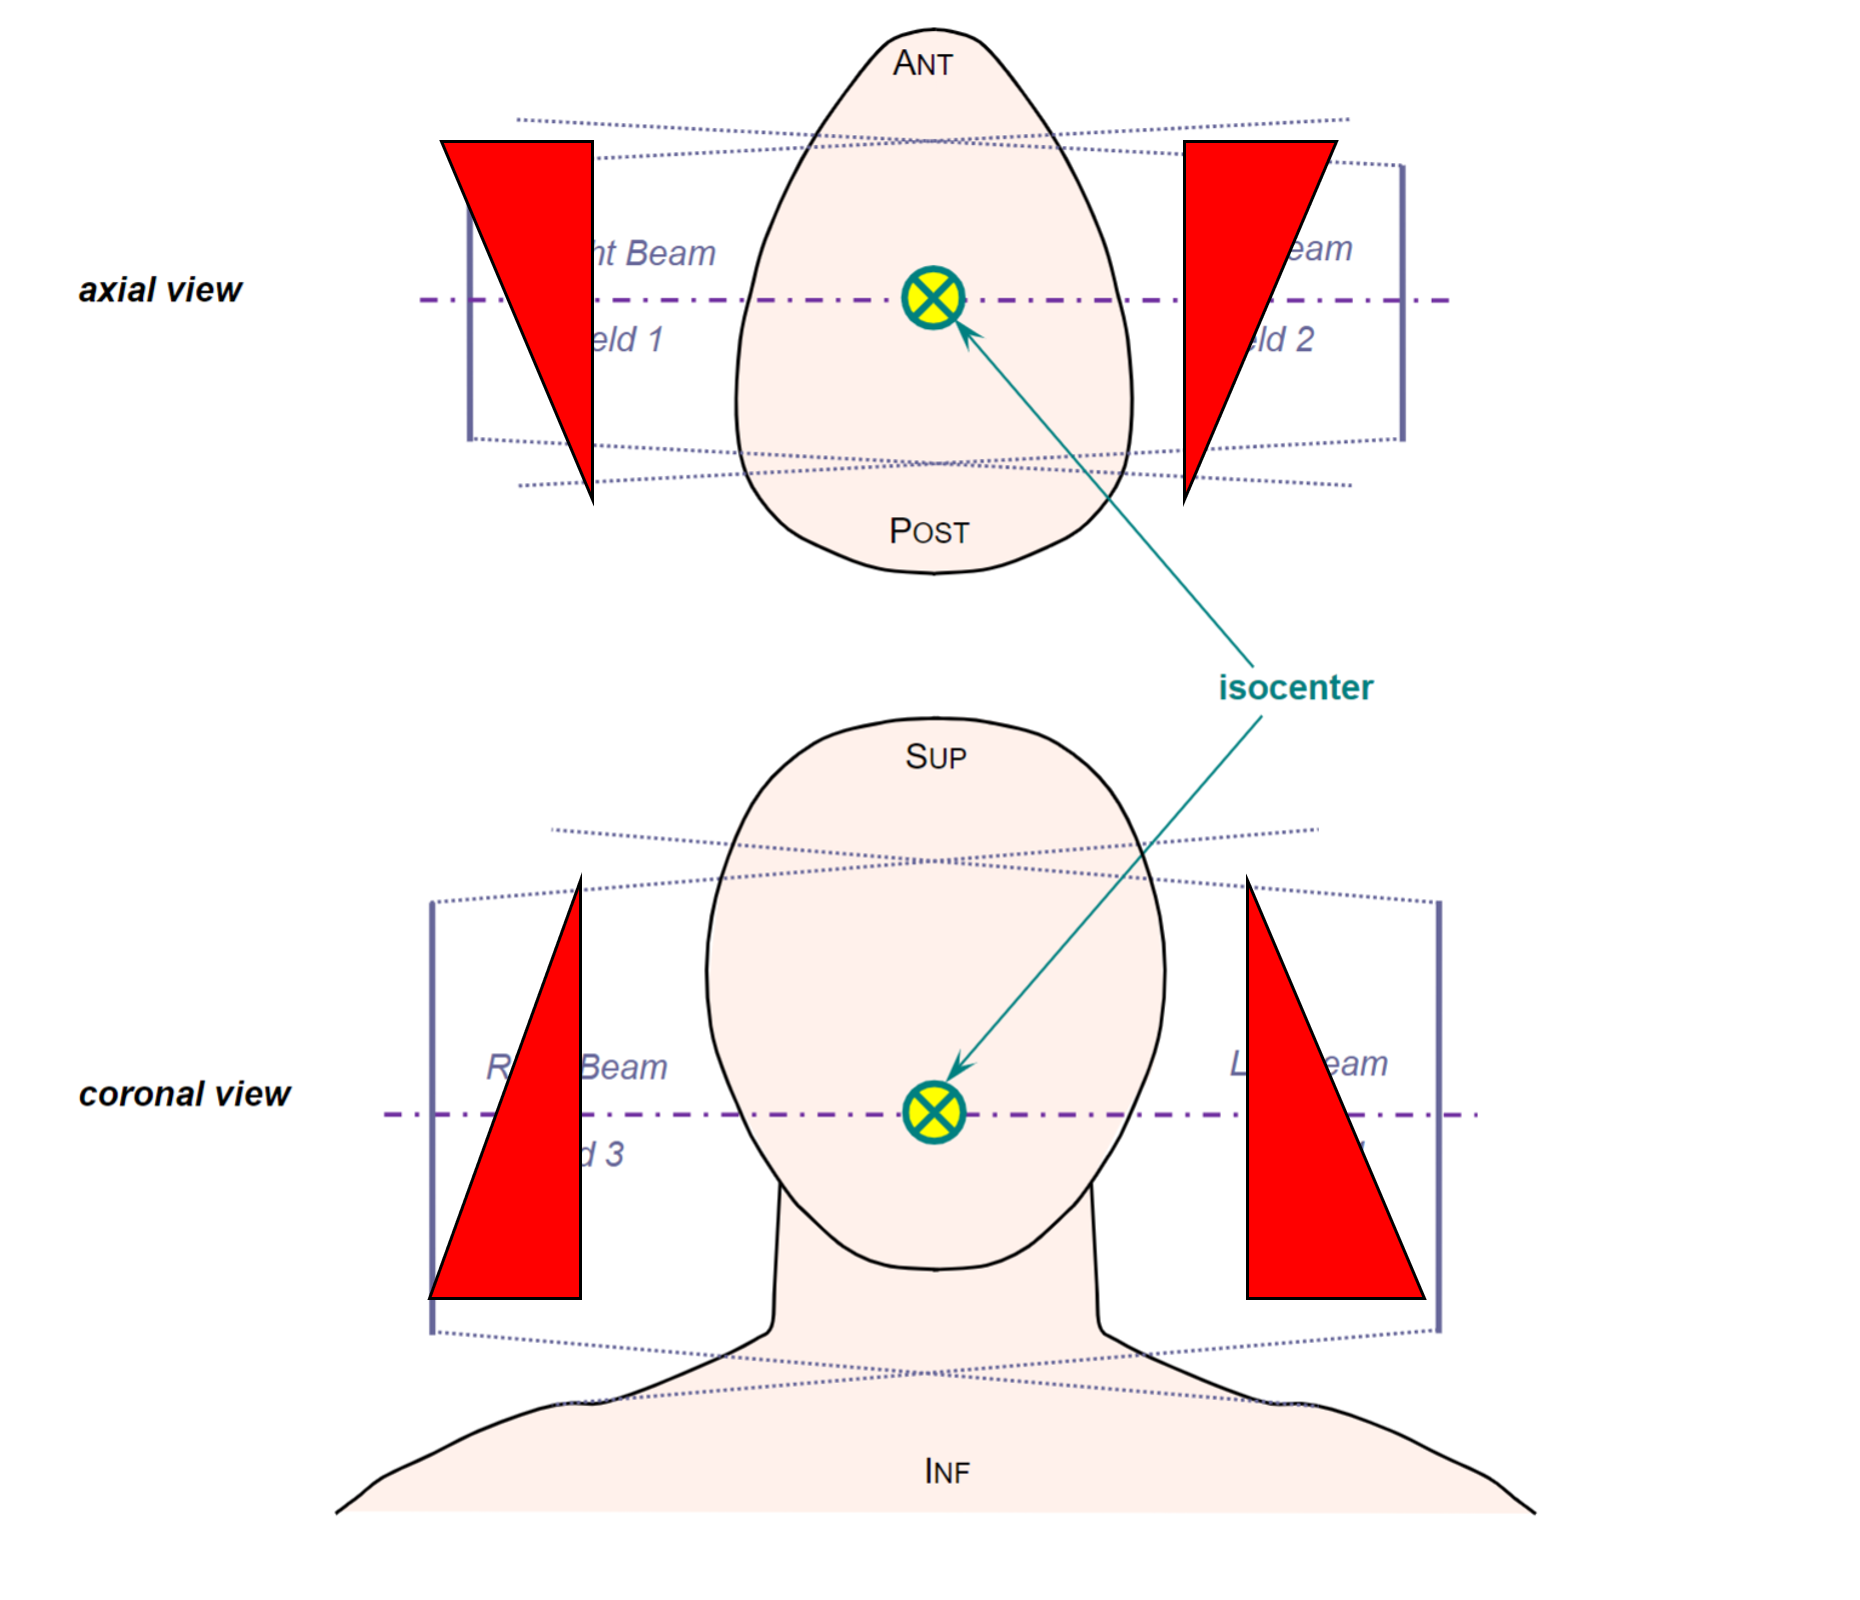 ANT
ht Beam
eam
axial view
eld 1
eld 2
POST
isocenter
SUP
R Beam
L eam
coronal view
d 3
INF